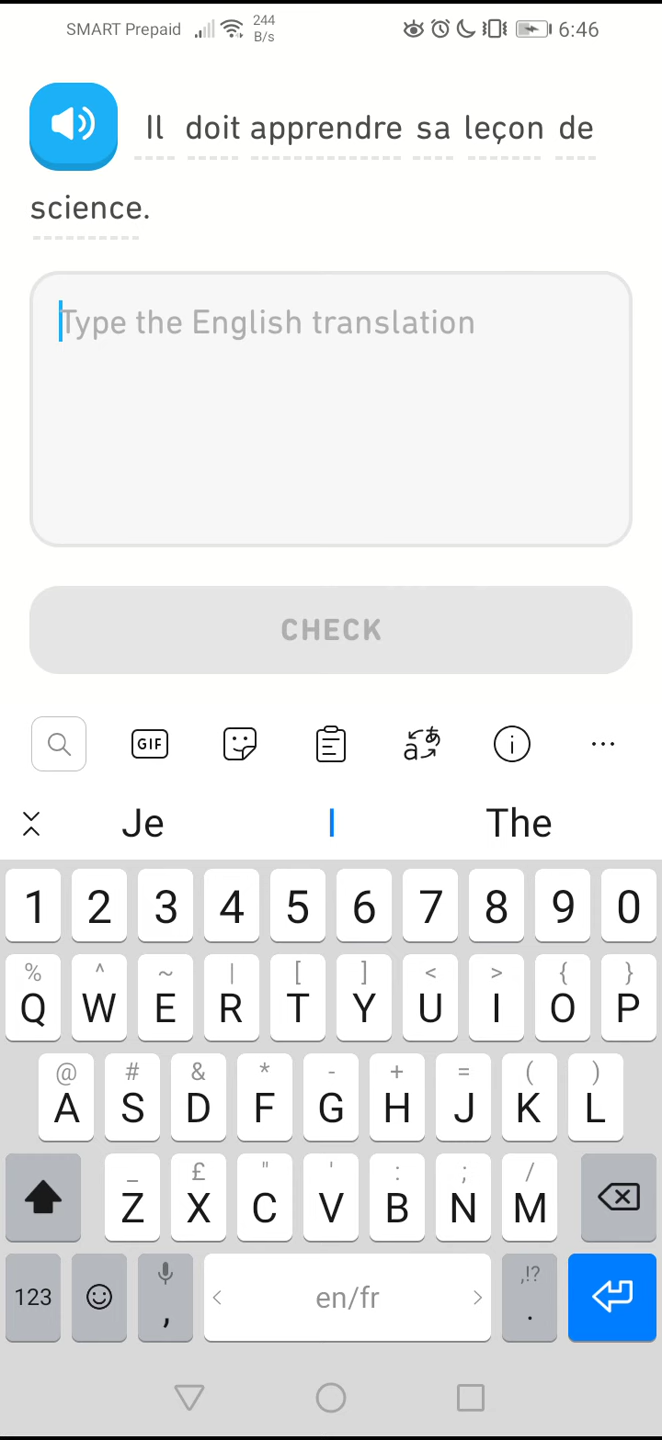 SMART Prepaid 244 B/s 6:46
Il doit apprendre sa leçon de
science.
Type the English translation
CHECK
GIF
Je I The
1 2 3 4 5 6 7 8 9 0
% ^ ~ | [ ] < > { }
Q W E R T Y U I O P
@ # & * - + = ( )
A S D F G H J K L
_ £ " ' : ; /
Z X C V B N M
123 , < en/fr > ,!? .